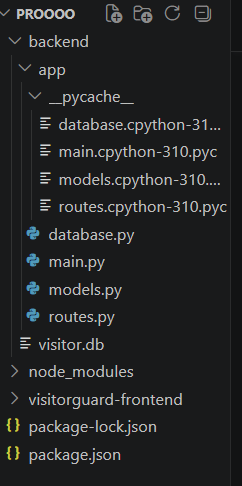 PROOOO
backend
app
__pycache__
database.cpython-31...
main.cpython-310.pyc
models.cpython-310....
routes.cpython-310.pyc
database.py
main.py
models.py
routes.py
visitor.db
node_modules
visitorguard-frontend
{} package-lock.json
{} package.json